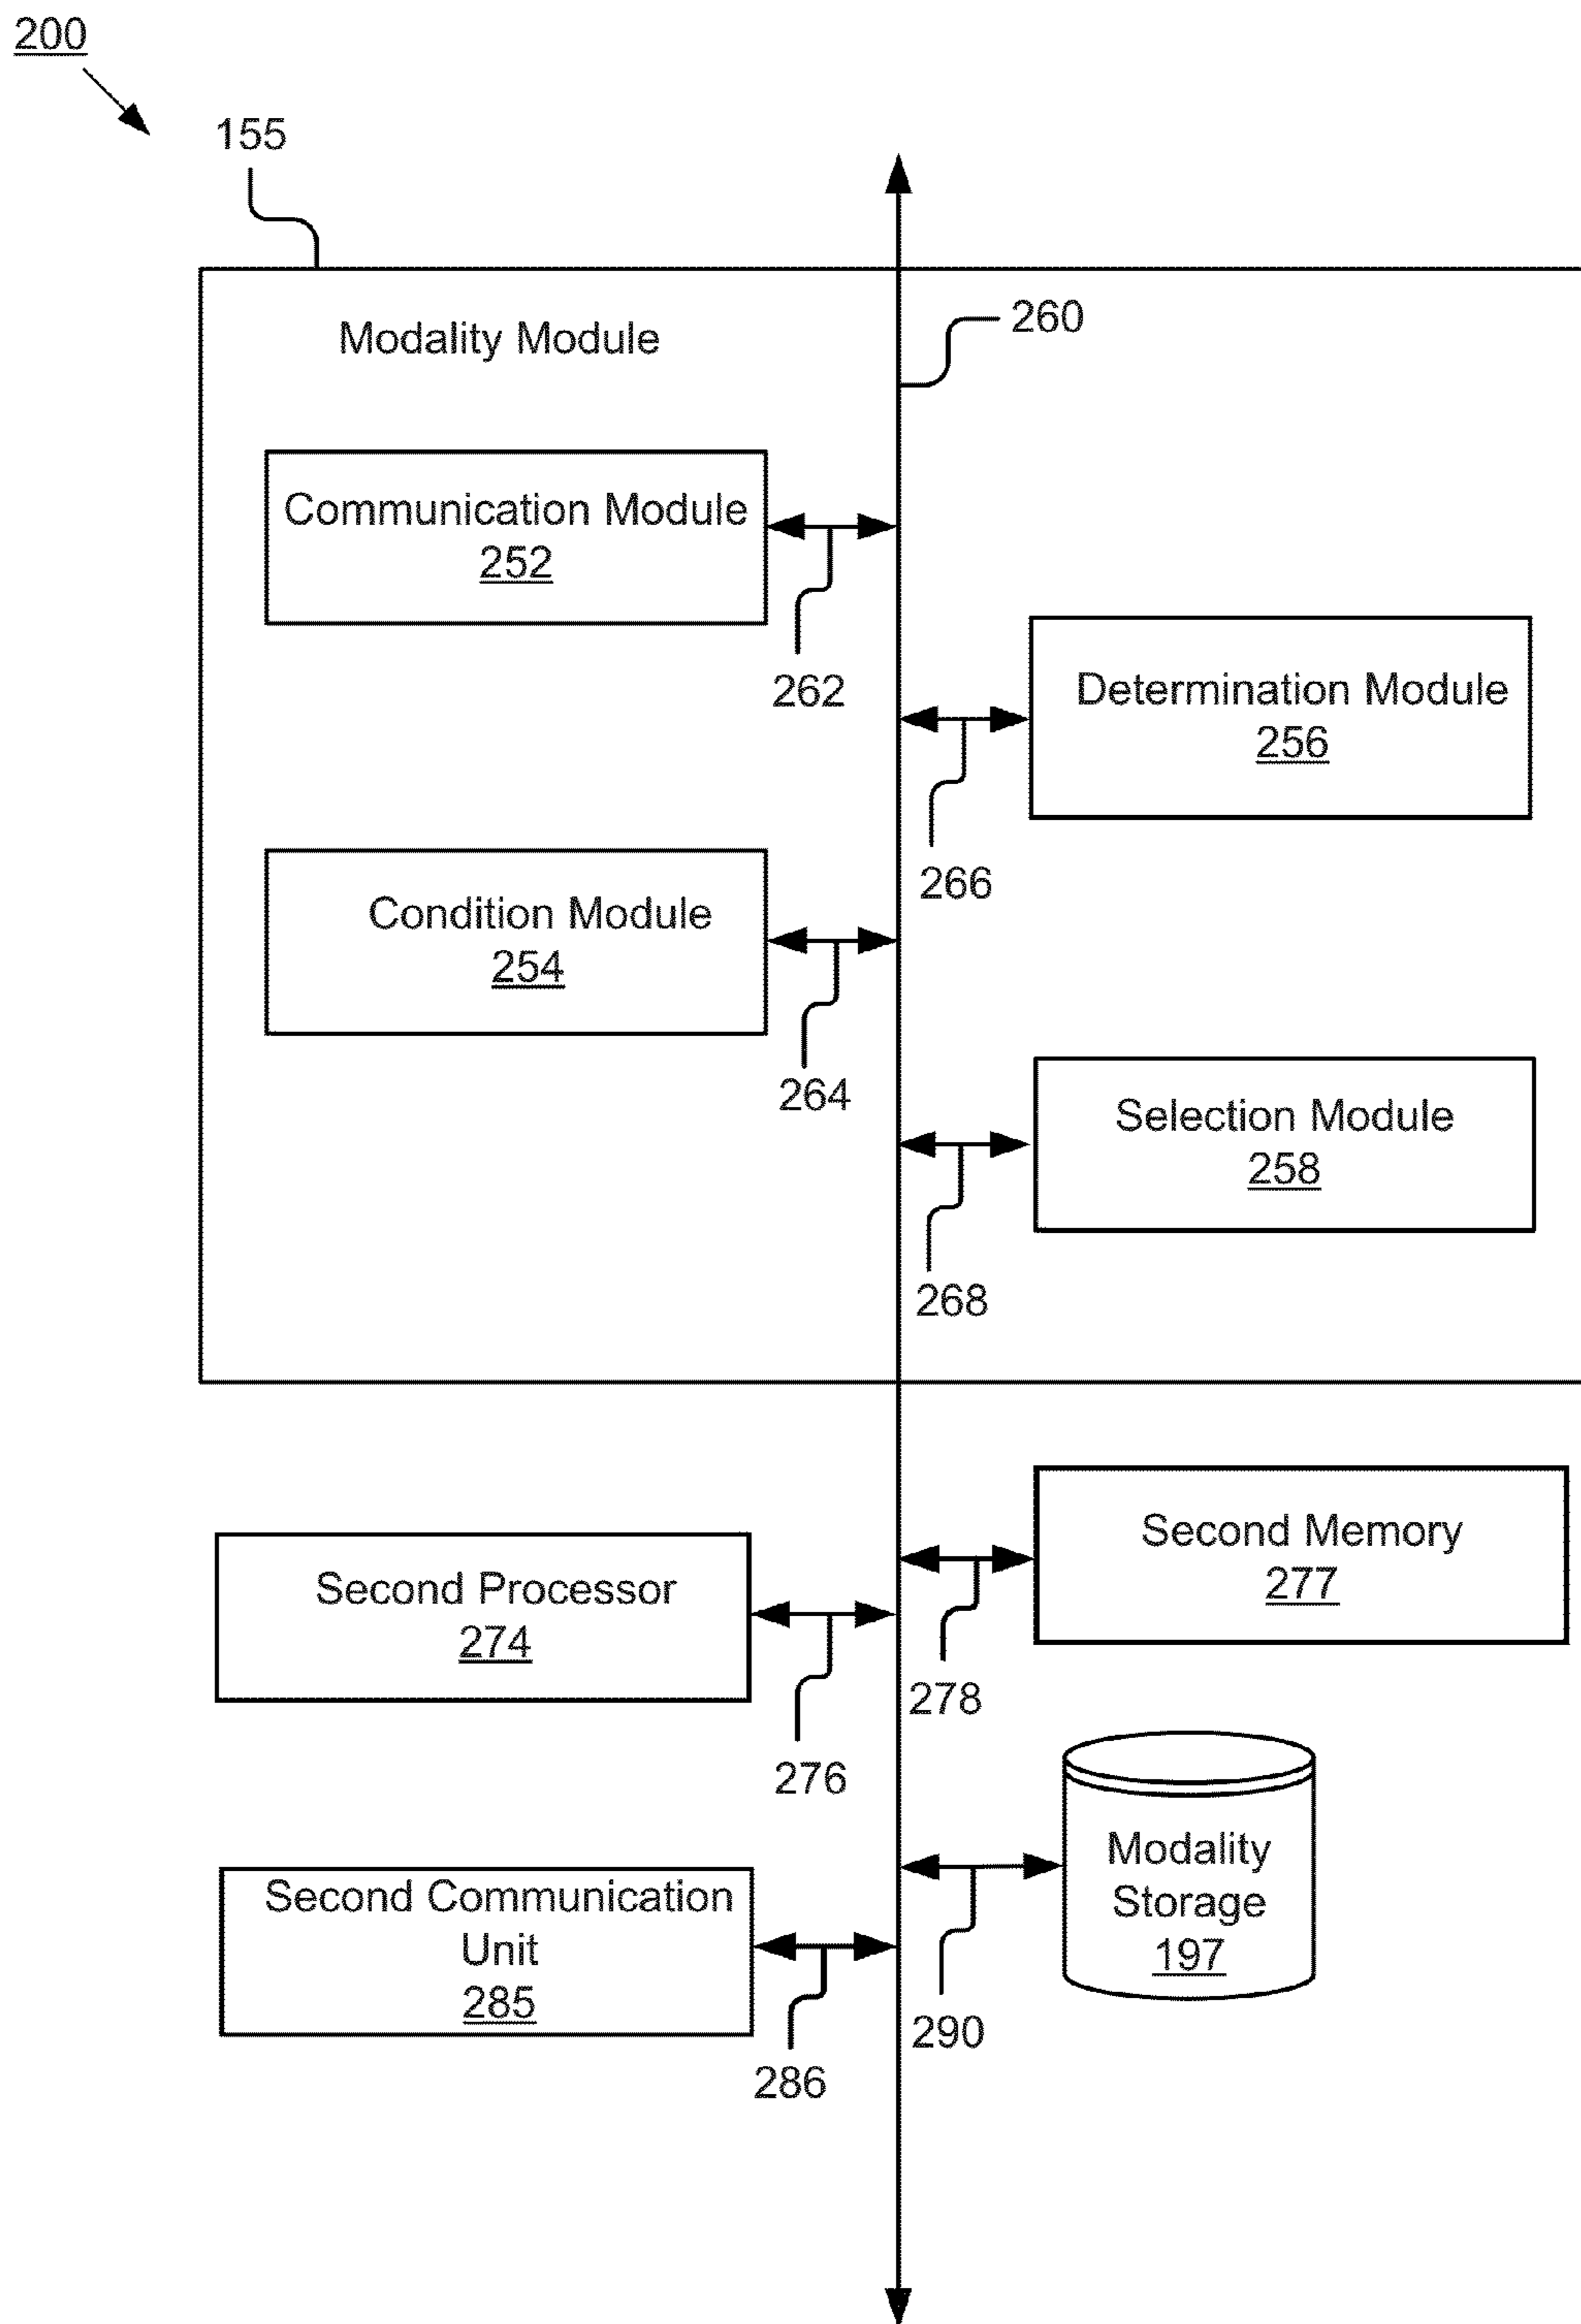 200
155
260
Modality Module
Communication Module
252
262
Determination Module
256
266
Condition Module
254
264
Selection Module
258
268
Second Memory
277
278
Second Processor
274
276
Modality
Storage
197
290
Second Communication
Unit
285
286